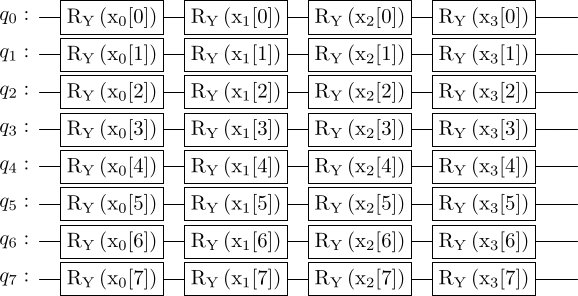 q₀ : R_Y (x₀[0]) R_Y (x₁[0]) R_Y (x₂[0]) R_Y (x₃[0])
q₁ : R_Y (x₀[1]) R_Y (x₁[1]) R_Y (x₂[1]) R_Y (x₃[1])
q₂ : R_Y (x₀[2]) R_Y (x₁[2]) R_Y (x₂[2]) R_Y (x₃[2])
q₃ : R_Y (x₀[3]) R_Y (x₁[3]) R_Y (x₂[3]) R_Y (x₃[3])
q₄ : R_Y (x₀[4]) R_Y (x₁[4]) R_Y (x₂[4]) R_Y (x₃[4])
q₅ : R_Y (x₀[5]) R_Y (x₁[5]) R_Y (x₂[5]) R_Y (x₃[5])
q₆ : R_Y (x₀[6]) R_Y (x₁[6]) R_Y (x₂[6]) R_Y (x₃[6])
q₇ : R_Y (x₀[7]) R_Y (x₁[7]) R_Y (x₂[7]) R_Y (x₃[7])